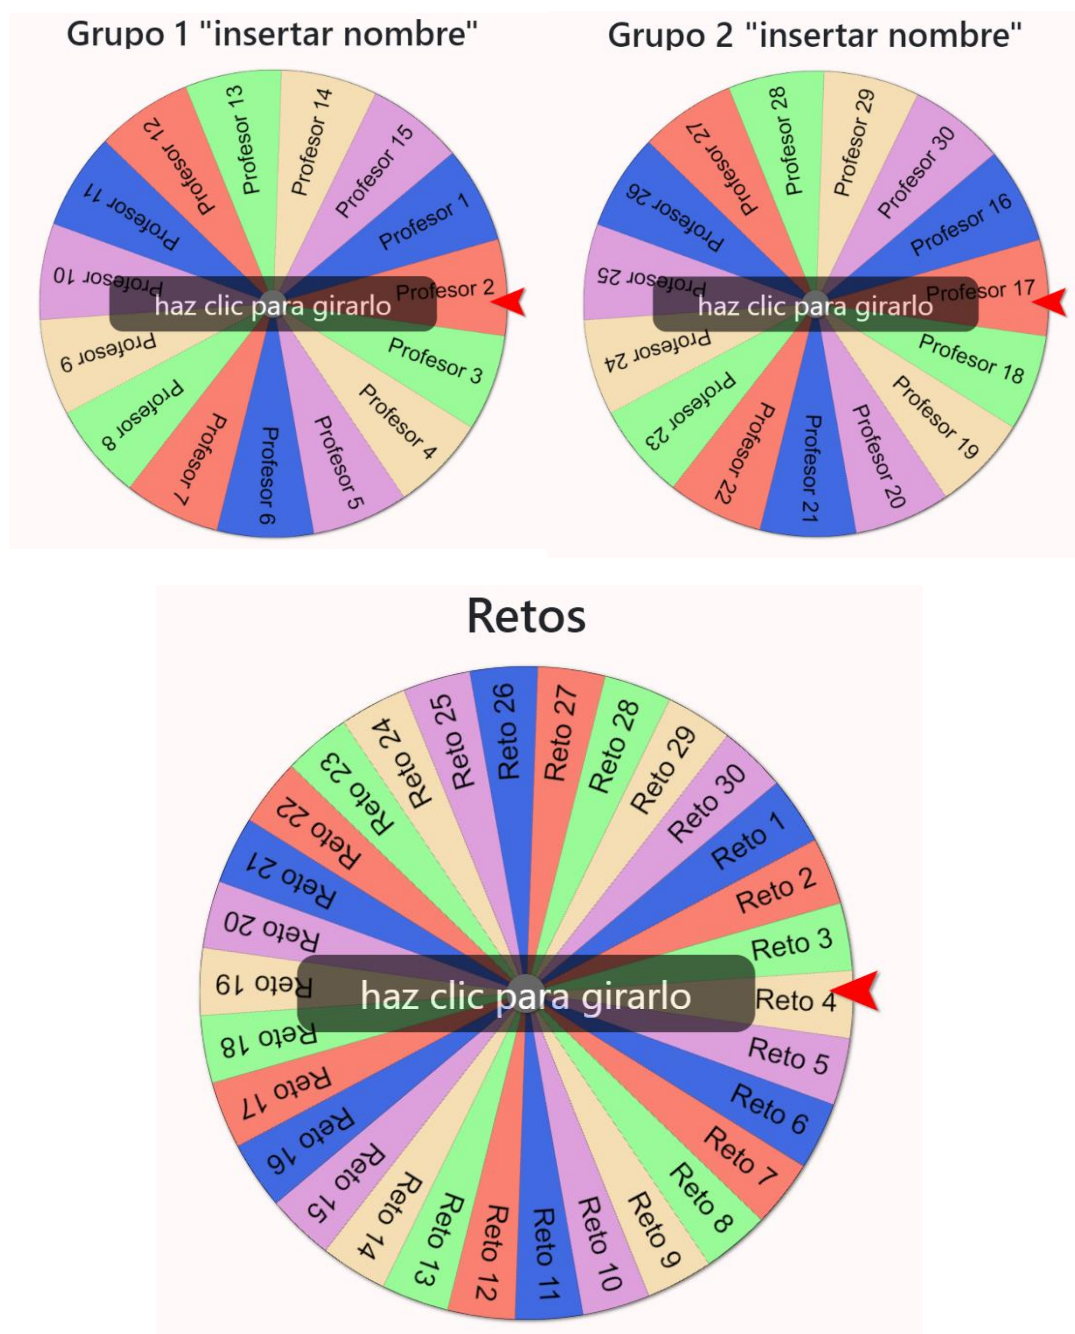 Grupo 1 "insertar nombre"
Profesor 1
Profesor 2
Profesor 3
Profesor 4
Profesor 5
Profesor 6
Profesor 7
Profesor 8
Profesor 9
Profesor 10
Profesor 11
Profesor 12
Profesor 13
Profesor 14
Profesor 15
haz clic para girarlo
Grupo 2 "insertar nombre"
Profesor 16
Profesor 17
Profesor 18
Profesor 19
Profesor 20
Profesor 21
Profesor 22
Profesor 23
Profesor 24
Profesor 25
Profesor 26
Profesor 27
Profesor 28
Profesor 29
Profesor 30
haz clic para girarlo
Retos
Reto 1
Reto 2
Reto 3
Reto 4
Reto 5
Reto 6
Reto 7
Reto 8
Reto 9
Reto 10
Reto 11
Reto 12
Reto 13
Reto 14
Reto 15
Reto 16
Reto 17
Reto 18
Reto 19
Reto 20
Reto 21
Reto 22
Reto 23
Reto 24
Reto 25
Reto 26
Reto 27
Reto 28
Reto 29
Reto 30
haz clic para girarlo